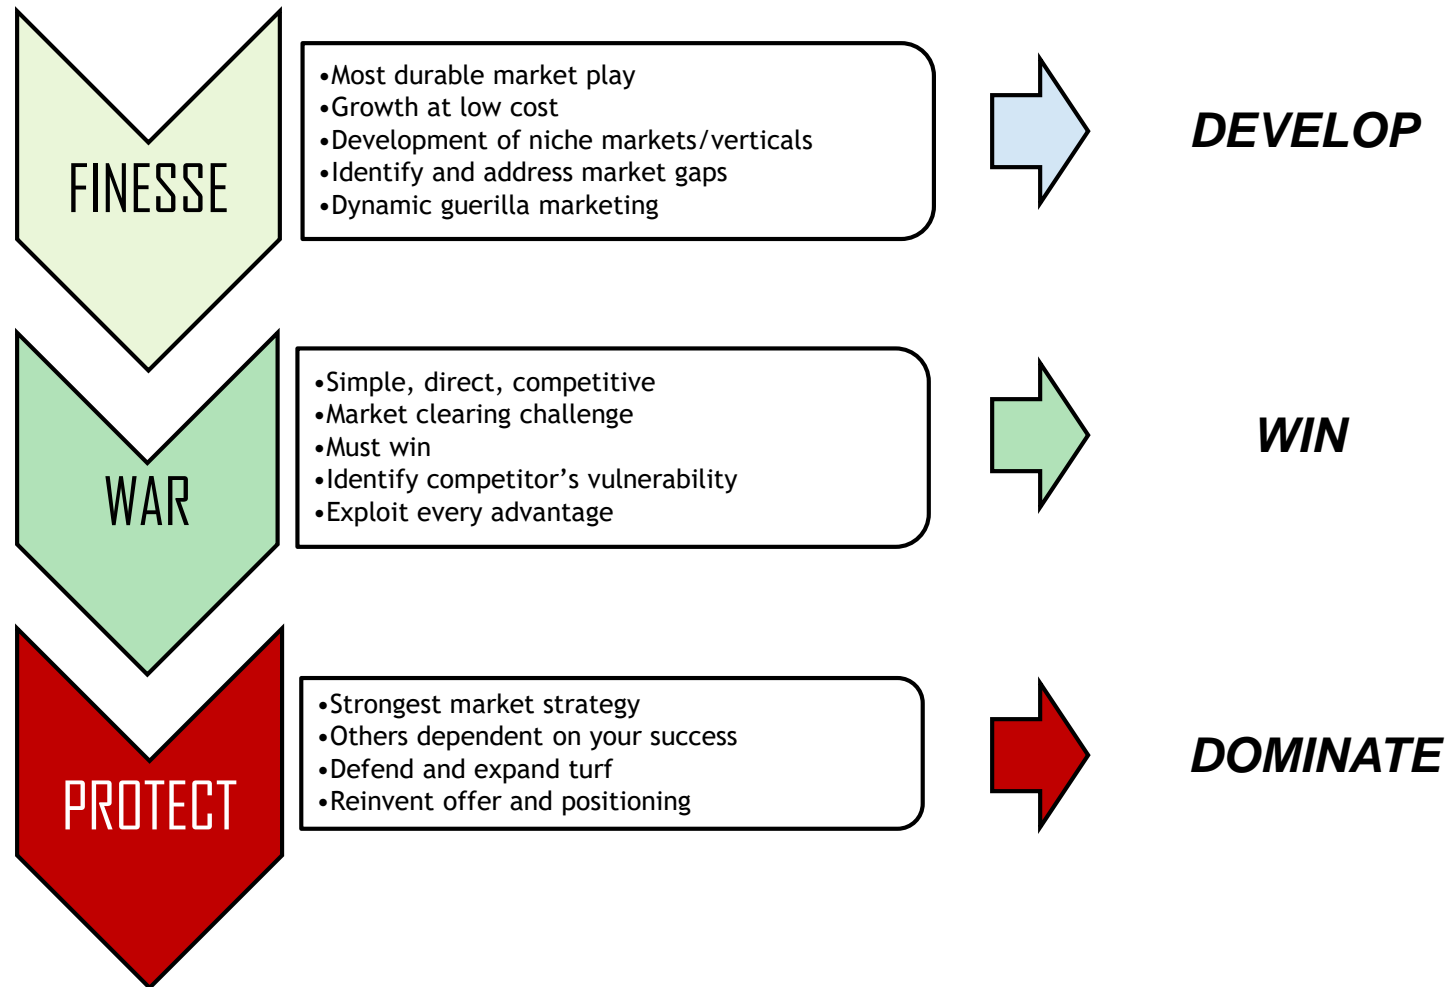 FINESSE
•Most durable market play
•Growth at low cost
•Development of niche markets/verticals
•Identify and address market gaps
•Dynamic guerilla marketing
DEVELOP
WAR
•Simple, direct, competitive
•Market clearing challenge
•Must win
•Identify competitor’s vulnerability
•Exploit every advantage
WIN
PROTECT
•Strongest market strategy
•Others dependent on your success
•Defend and expand turf
•Reinvent offer and positioning
DOMINATE